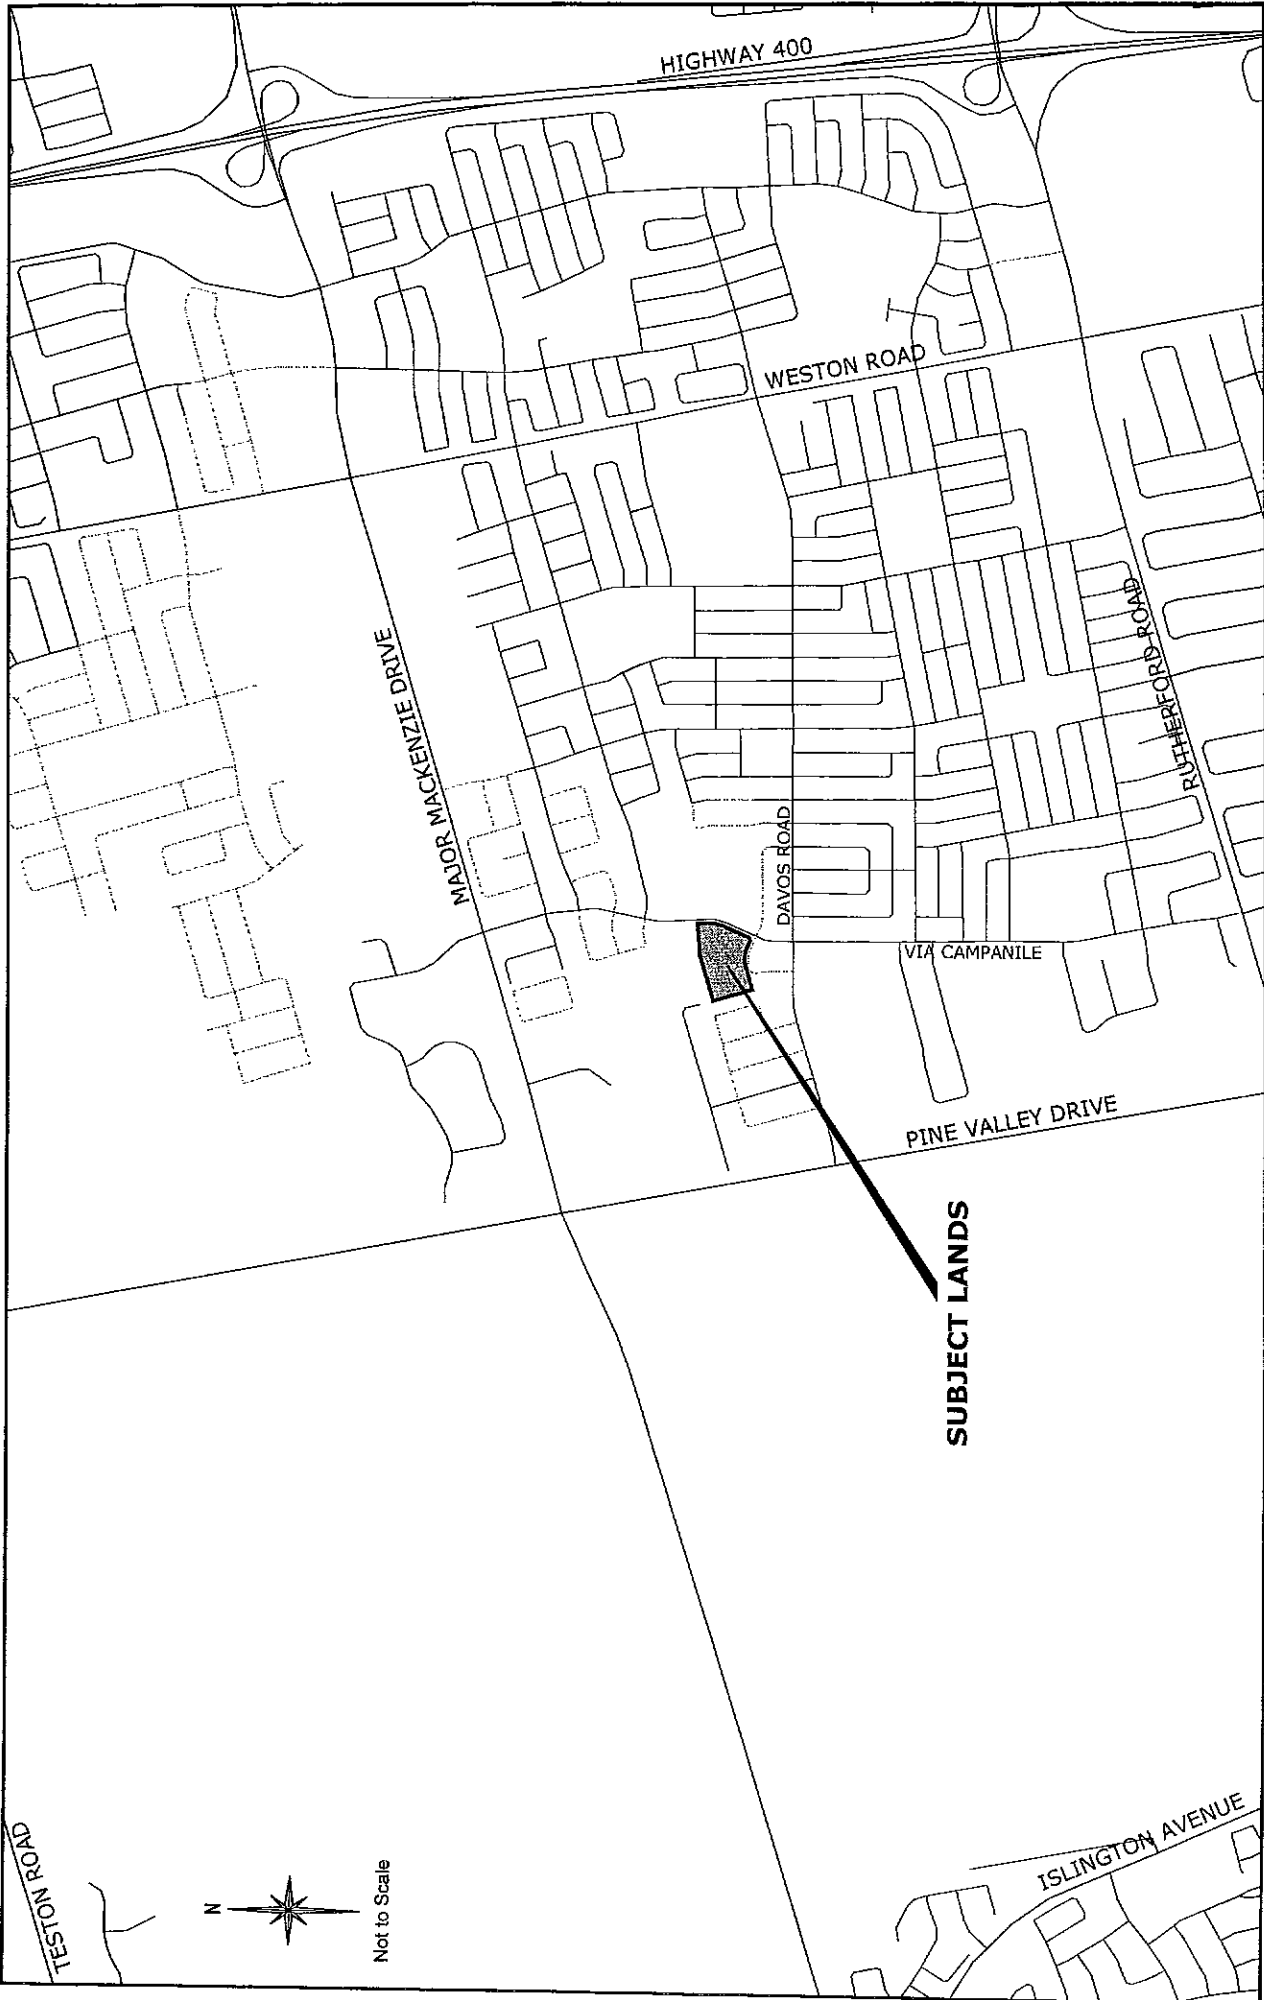 TESTON ROAD
N
Not to Scale
MAJOR MACKENZIE DRIVE
HIGHWAY 400
WESTON ROAD
DAVOS ROAD
VIA CAMPANILE
RUTHERFORD ROAD
PINE VALLEY DRIVE
SUBJECT LANDS
ISLINGTON AVENUE